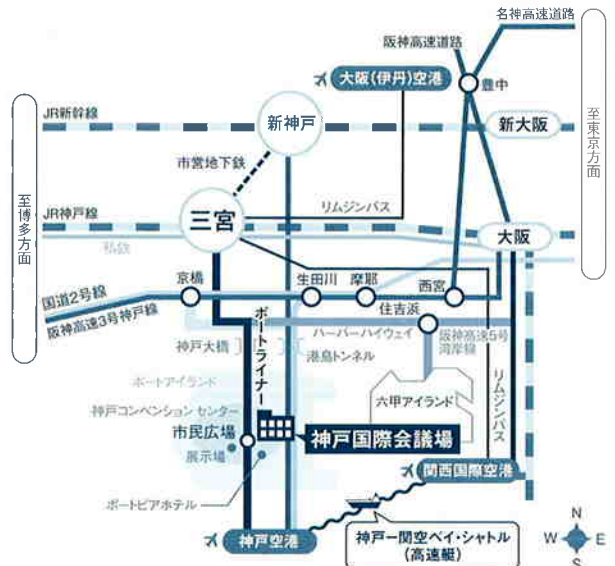 名神高速道路
阪神高速道路
大阪(伊丹)空港
豊中
至東京方面
JR新幹線
新神戸
新大阪
市営地下鉄
至博多方面
JR神戸線
三宮
リムジンバス
大阪
私鉄
京橋
生田川
摩耶
西宮
国道2号線
阪神高速3号神戸線
住吉浜
ポートライナー
ハーバーハイウェイ
阪神高速5号
湾岸線
神戸大橋
港島トンネル
リムジンバス
ポートアイランド
六甲アイランド
神戸コンベンション センター
市民広場
神戸国際会議場
展示場
関西国際空港
ポートピアホテル
神戸空港
神戸ー関空ベイ・シャトル
(高速艇)
N
W
E
S